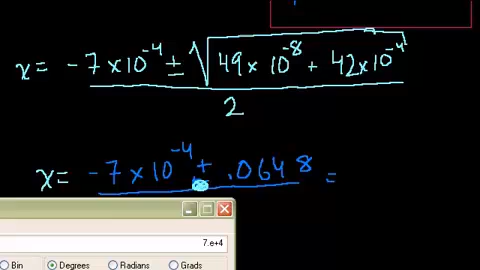 x = -7 x 10^-4 ± √49 x 10^-8 + 42 x 10^-4
2
x = -7 x 10^-4 + .0648 =
7.e+4
Bin Degrees Radians Grads